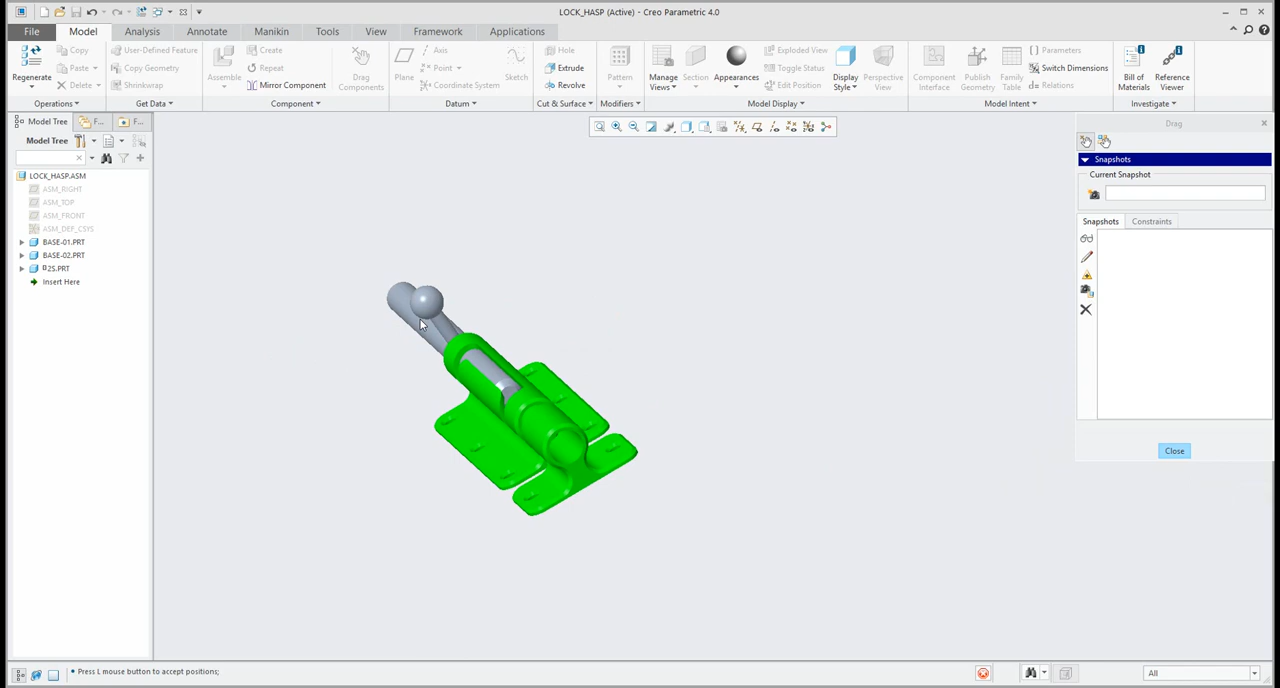 LOCK_HASP (Active) - Creo Parametric 4.0
File Model Analysis Annotate Manikin Tools View Framework Applications
Regenerate
Copy
Paste
Delete
Operations
User-Defined Feature
Copy Geometry
Shrinkwrap
Get Data
Assemble
Create
Repeat
Mirror Component
Drag
Components
Component
Plane
Axis
Point
Coordinate System
Sketch
Datum
Hole
Extrude
Revolve
Cut & Surface
Pattern
Modifiers
Manage
Views
Section
Appearances
Exploded View
Toggle Status
Edit Position
Display
Style
Perspective
View
Model Display
Component
Interface
Publish
Geometry
Family
Table
Parameters
Switch Dimensions
Relations
Model Intent
Bill of
Materials
Reference
Viewer
Investigate
Model Tree F... F...
Model Tree
LOCK_HASP.ASM
ASM_RIGHT
ASM_TOP
ASM_FRONT
ASM_DEF_CSYS
BASE-01.PRT
BASE-02.PRT
2S.PRT
Insert Here
Drag
Snapshots
Current Snapshot
Snapshots Constraints
Close
Press L mouse button to accept positions;
All